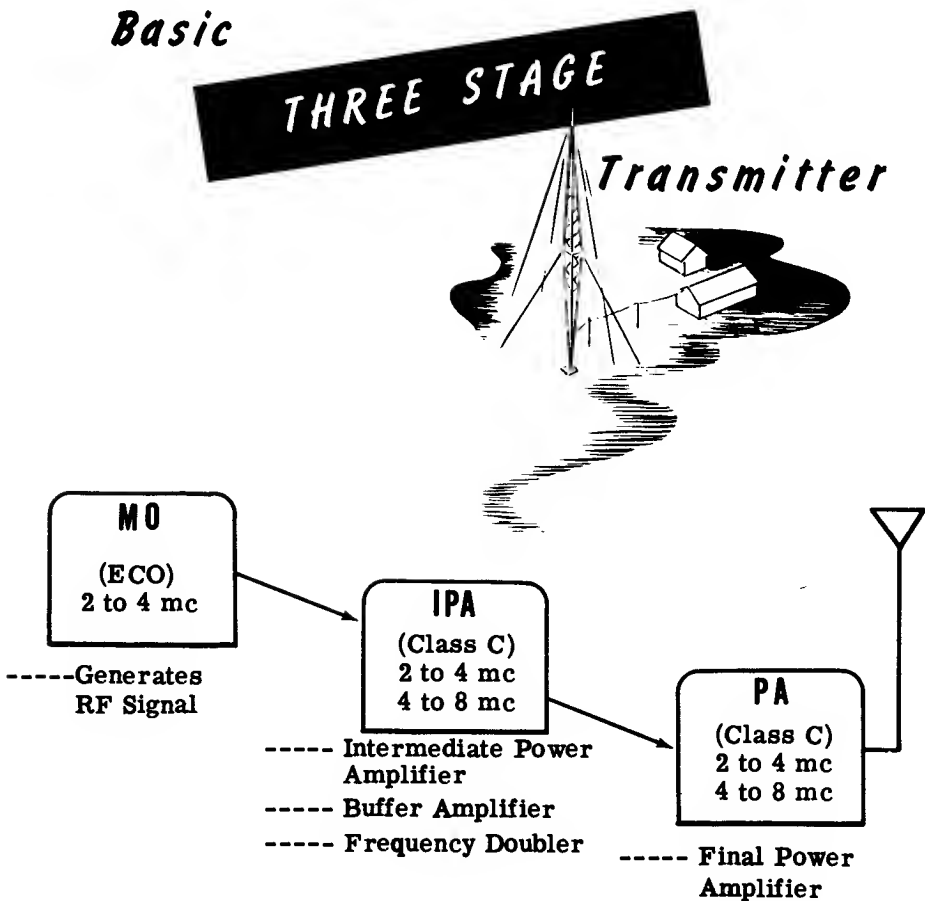 Basic
THREE STAGE
Transmitter
MO
(ECO)
2 to 4 mc
-----Generates
RF Signal
IPA
(Class C)
2 to 4 mc
4 to 8 mc
----- Intermediate Power
Amplifier
----- Buffer Amplifier
----- Frequency Doubler
PA
(Class C)
2 to 4 mc
4 to 8 mc
----- Final Power
Amplifier